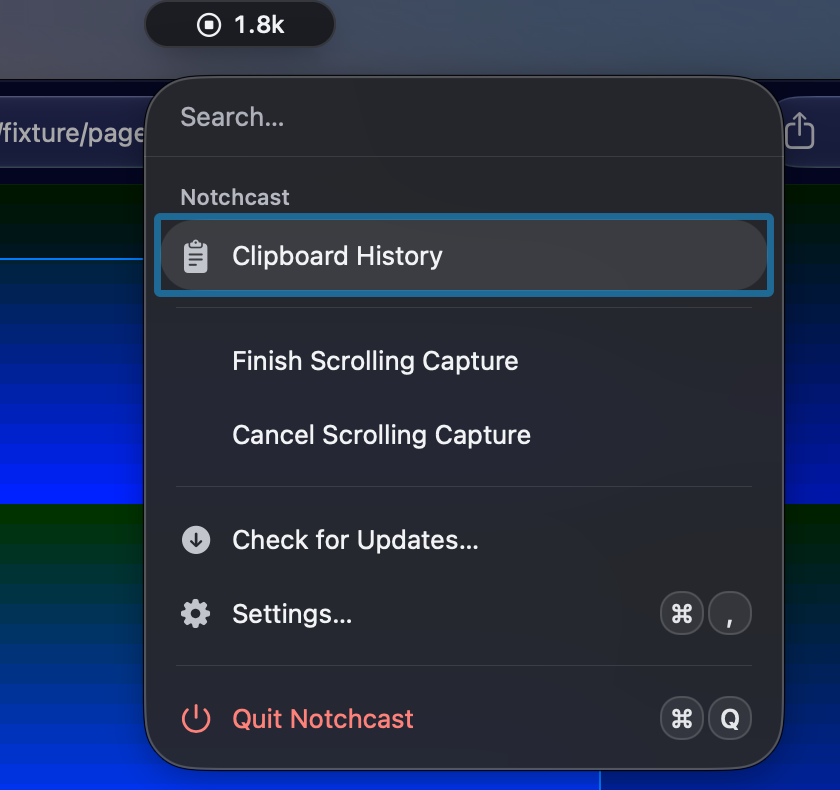 1.8k
/fixture/page
Search...
Notchcast
Clipboard History
Finish Scrolling Capture
Cancel Scrolling Capture
Check for Updates...
Settings... ⌘ ,
Quit Notchcast ⌘ Q